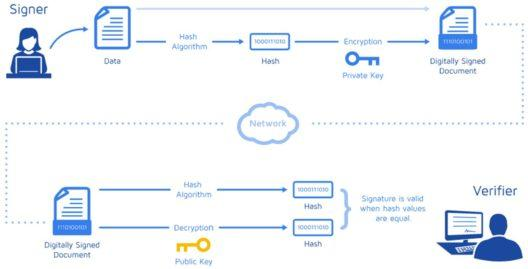 Signer
Data
Hash
Algorithm
1000111010
Hash
Encryption
Private Key
1110100101
Digitally Signed
Document
Network
1110100101
Digitally Signed
Document
Hash
Algorithm
1000111010
Hash
Decryption
Public Key
1000111010
Hash
Signature is valid
when hash values
are equal.
Verifier